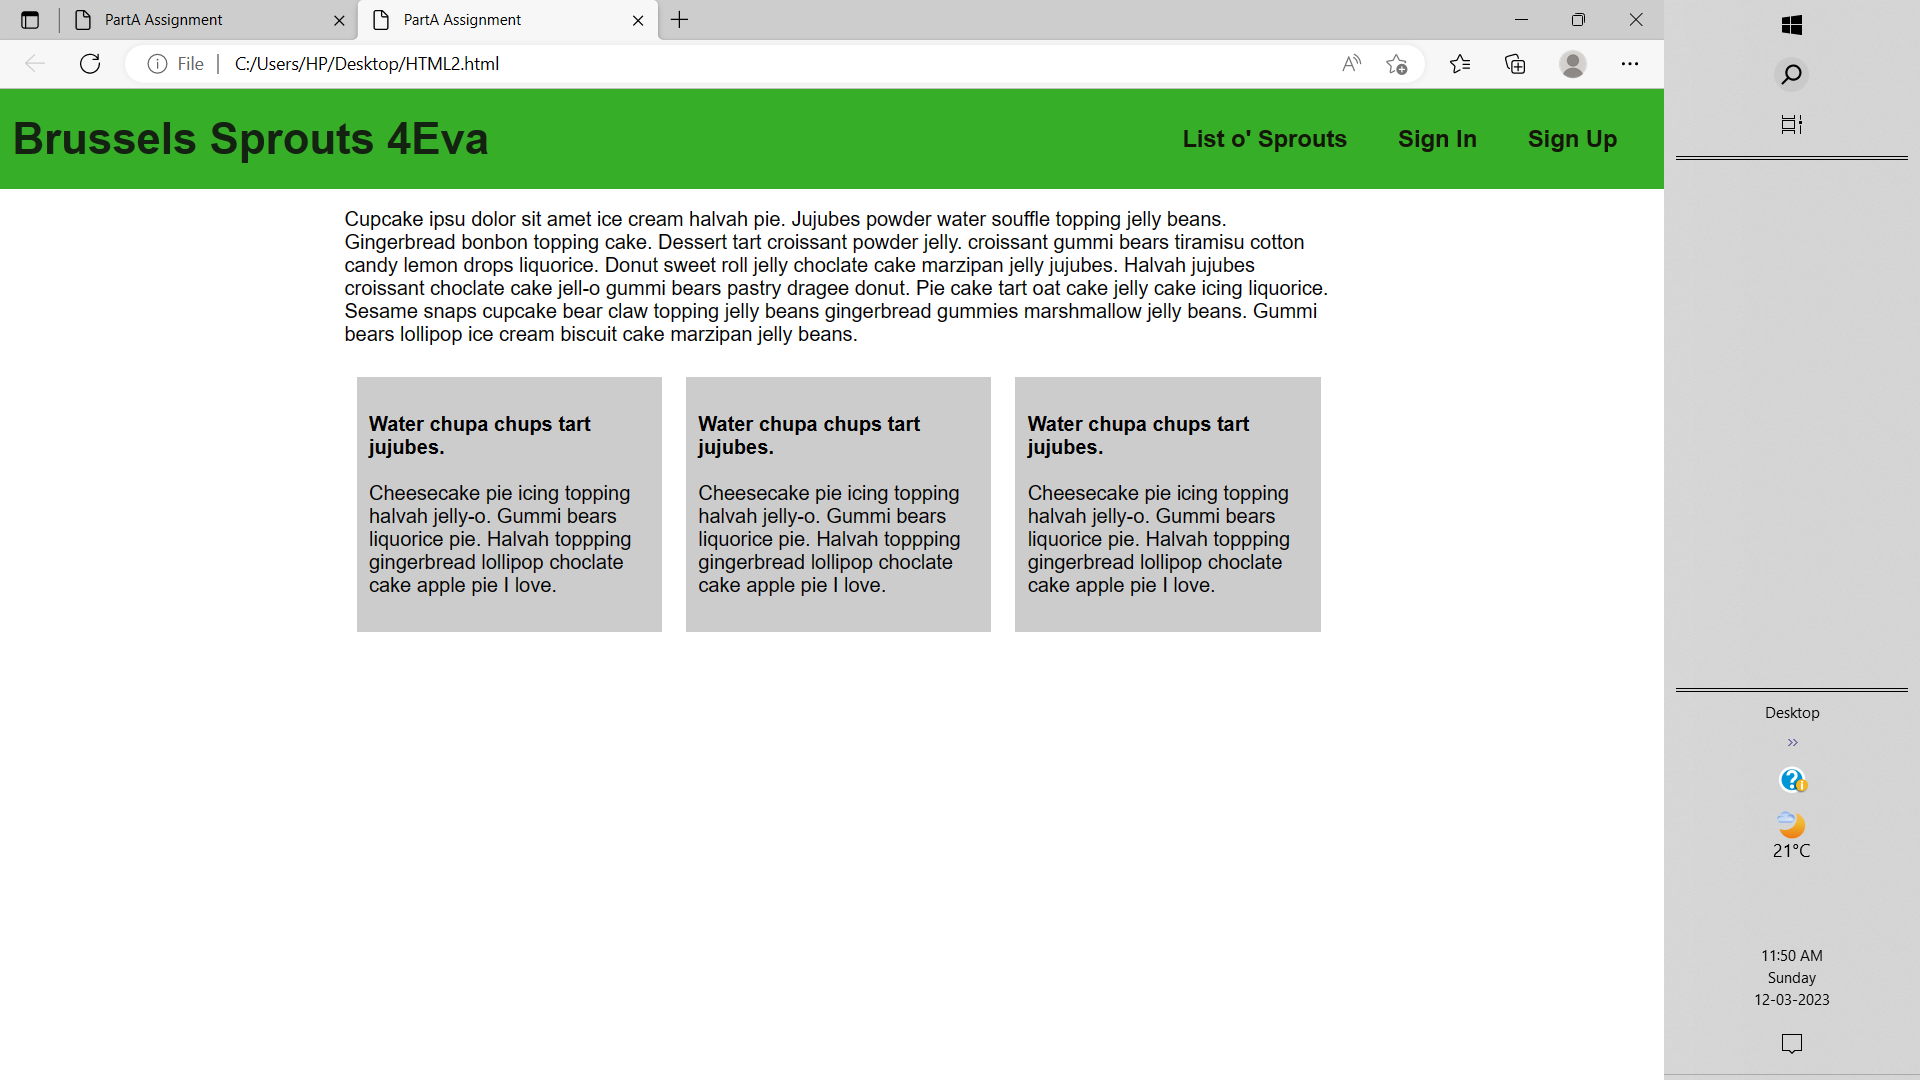 PartA Assignment
PartA Assignment
File
C:/Users/HP/Desktop/HTML2.html
Brussels Sprouts 4Eva
List o' Sprouts Sign In Sign Up
Cupcake ipsu dolor sit amet ice cream halvah pie. Jujubes powder water souffle topping jelly beans.
Gingerbread bonbon topping cake. Dessert tart croissant powder jelly. croissant gummi bears tiramisu cotton
candy lemon drops liquorice. Donut sweet roll jelly choclate cake marzipan jelly jujubes. Halvah jujubes
croissant choclate cake jell-o gummi bears pastry dragee donut. Pie cake tart oat cake jelly cake icing liquorice.
Sesame snaps cupcake bear claw topping jelly beans gingerbread gummies marshmallow jelly beans. Gummi
bears lollipop ice cream biscuit cake marzipan jelly beans.
Water chupa chups tart
jujubes.
Cheesecake pie icing topping
halvah jelly-o. Gummi bears
liquorice pie. Halvah toppping
gingerbread lollipop choclate
cake apple pie I love.
Water chupa chups tart
jujubes.
Cheesecake pie icing topping
halvah jelly-o. Gummi bears
liquorice pie. Halvah toppping
gingerbread lollipop choclate
cake apple pie I love.
Water chupa chups tart
jujubes.
Cheesecake pie icing topping
halvah jelly-o. Gummi bears
liquorice pie. Halvah toppping
gingerbread lollipop choclate
cake apple pie I love.
Desktop
21°C
11:50 AM
Sunday
12-03-2023